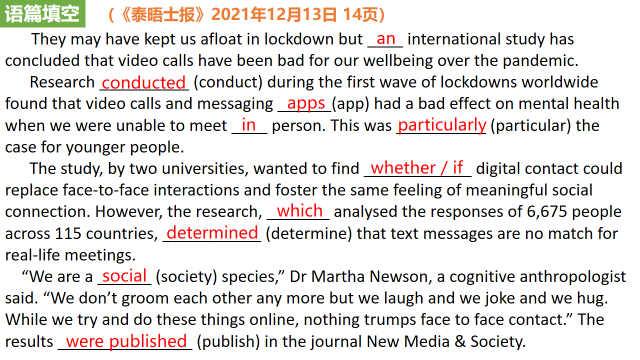 语篇填空 （《泰晤士报》2021年12月13日 14页）
They may have kept us afloat in lockdown but an international study has
concluded that video calls have been bad for our wellbeing over the pandemic.
Research conducted (conduct) during the first wave of lockdowns worldwide
found that video calls and messaging apps (app) had a bad effect on mental health
when we were unable to meet in person. This was particularly (particular) the
case for younger people.
The study, by two universities, wanted to find whether / if digital contact could
replace face-to-face interactions and foster the same feeling of meaningful social
connection. However, the research, which analysed the responses of 6,675 people
across 115 countries, determined (determine) that text messages are no match for
real-life meetings.
“We are a social (society) species,” Dr Martha Newson, a cognitive anthropologist
said. “We don’t groom each other any more but we laugh and we joke and we hug.
While we try and do these things online, nothing trumps face to face contact.” The
results were published (publish) in the journal New Media & Society.